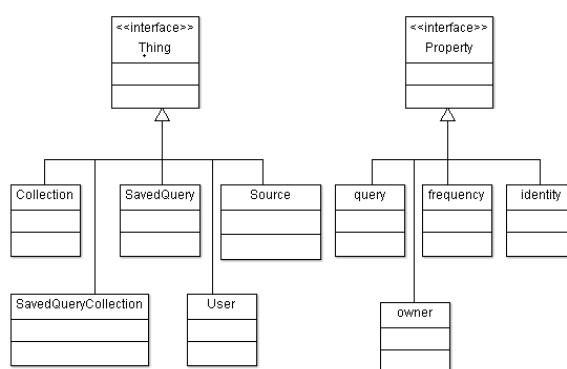 <<interface>> <<interface>>
Thing Property
Collection SavedQuery Source query frequency identity
SavedQueryCollection User owner